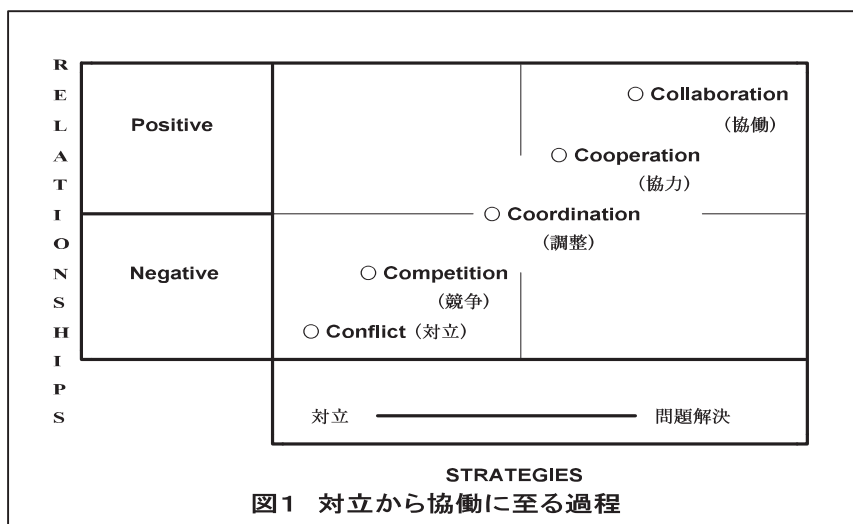 RELATIONSHIPS
Positive
○ Collaboration
(協働)
○ Cooperation
(協力)
○ Coordination
(調整)
Negative
○ Competition
(競争)
○ Conflict (対立)
対立 問題解決
STRATEGIES
図1 対立から協働に至る過程